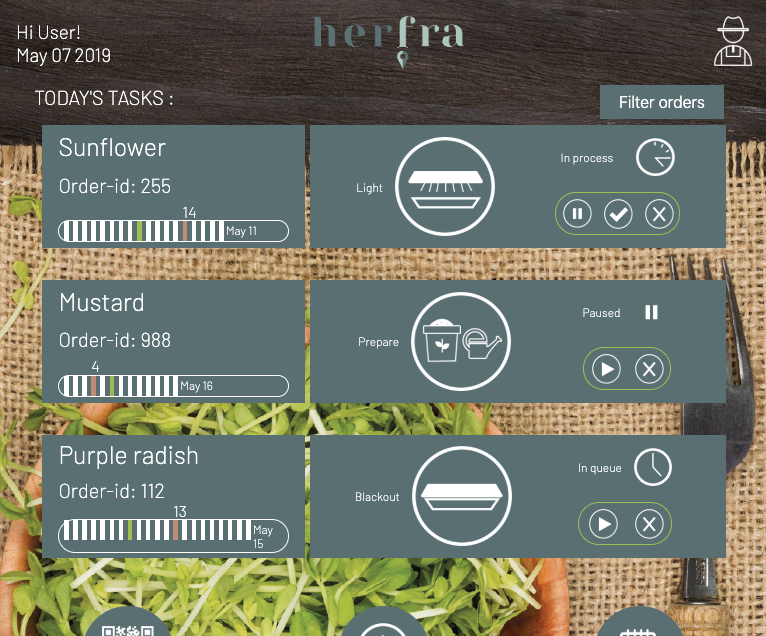 Hi User!
May 07 2019
herfra
TODAY'S TASKS :
Filter orders
Sunflower
Order-id: 255
14
May 11
Light
In process
Mustard
Order-id: 988
4
May 16
Prepare
Paused
Purple radish
Order-id: 112
13
May
15
Blackout
In queue